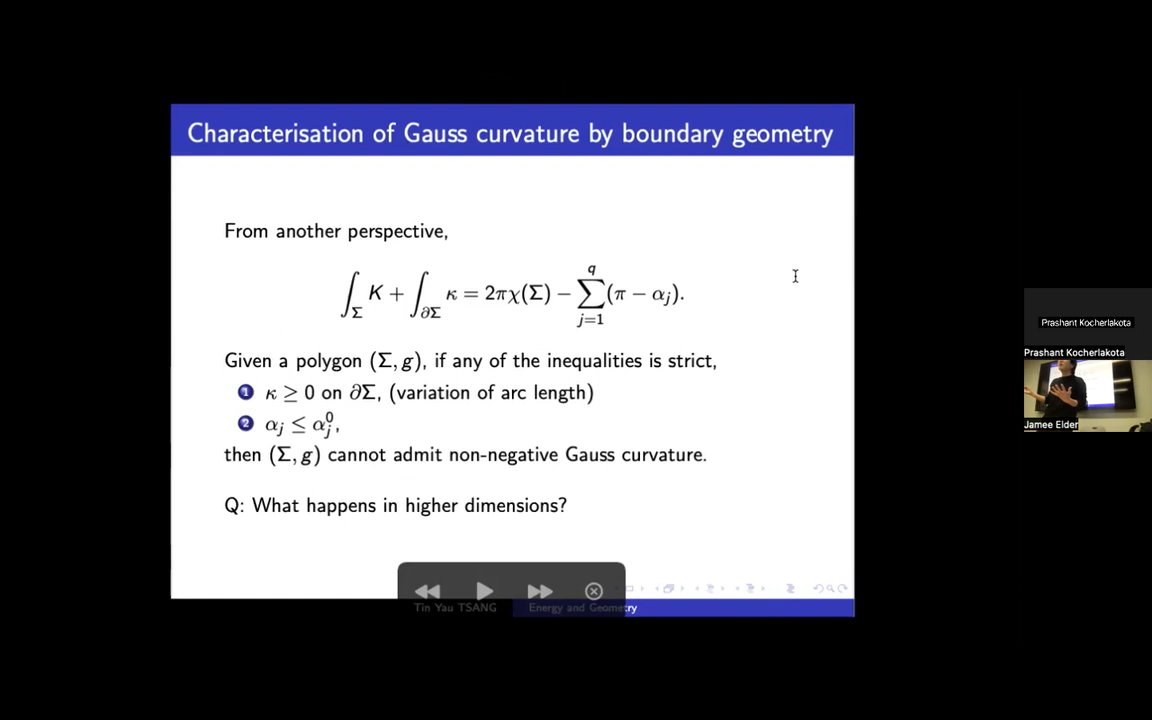 Characterisation of Gauss curvature by boundary geometry
From another perspective,
∫_Σ K + ∫_∂Σ κ = 2πχ(Σ) − ∑_{j=1}^{q} (π − α_j).
Given a polygon (Σ, g), if any of the inequalities is strict,
1 κ ≥ 0 on ∂Σ, (variation of arc length)
2 α_j ≤ α_j^0,
then (Σ, g) cannot admit non-negative Gauss curvature.
Q: What happens in higher dimensions?
Tin Yau TSANG Energy and Geometry
Prashant Kocherlakota
Prashant Kocherlakota
Jamee Elder